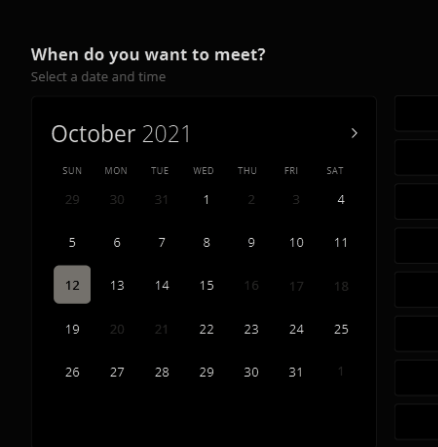 When do you want to meet?
Select a date and time
October 2021 >
SUN MON TUE WED THU FRI SAT
29 30 31 1 2 3 4
5 6 7 8 9 10 11
12 13 14 15 16 17 18
19 20 21 22 23 24 25
26 27 28 29 30 31 1